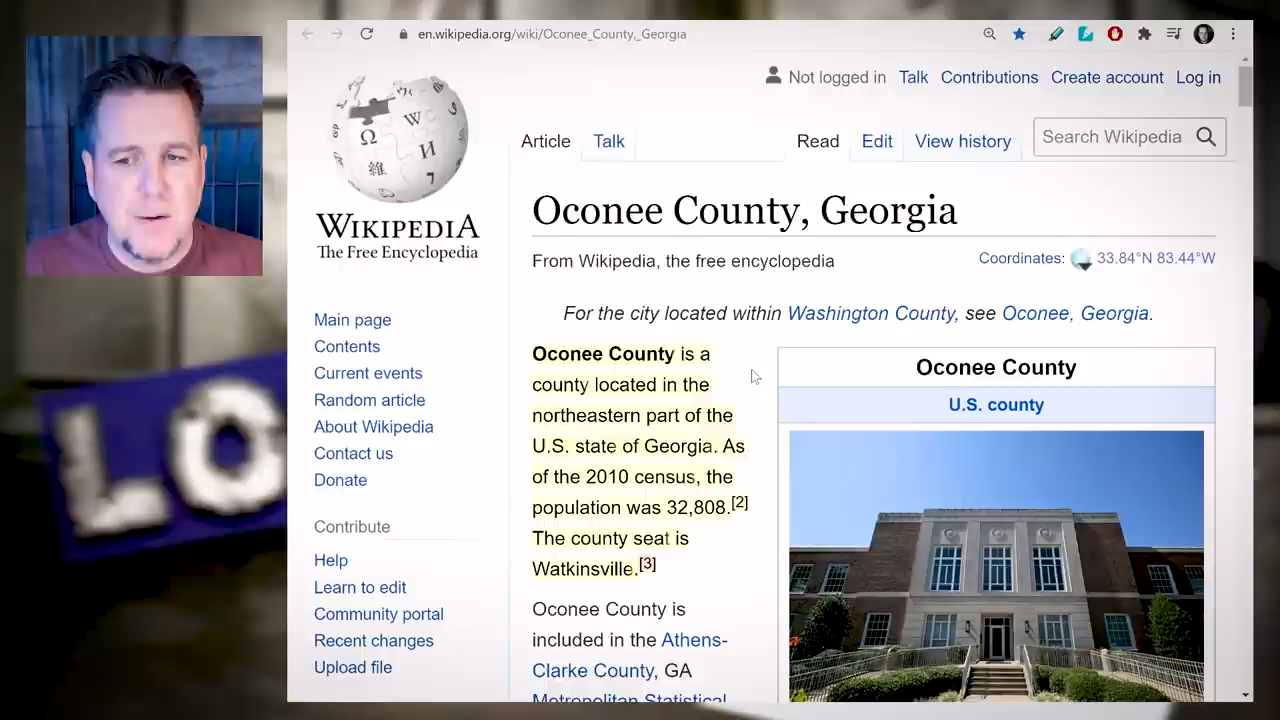 en.wikipedia.org/wiki/Oconee_County,_Georgia
Not logged in Talk Contributions Create account Log in
Article Talk Read Edit View history Search Wikipedia
WIKIPEDIA
The Free Encyclopedia
Oconee County, Georgia
From Wikipedia, the free encyclopedia
Coordinates: 33.84°N 83.44°W
For the city located within Washington County, see Oconee, Georgia.
Main page
Contents
Current events
Random article
About Wikipedia
Contact us
Donate
Contribute
Help
Learn to edit
Community portal
Recent changes
Upload file
Oconee County is a
county located in the
northeastern part of the
U.S. state of Georgia. As
of the 2010 census, the
population was 32,808.[2]
The county seat is
Watkinsville.[3]
Oconee County is
included in the Athens-
Clarke County, GA
Metropolitan Statistical
Oconee County
U.S. county
LO